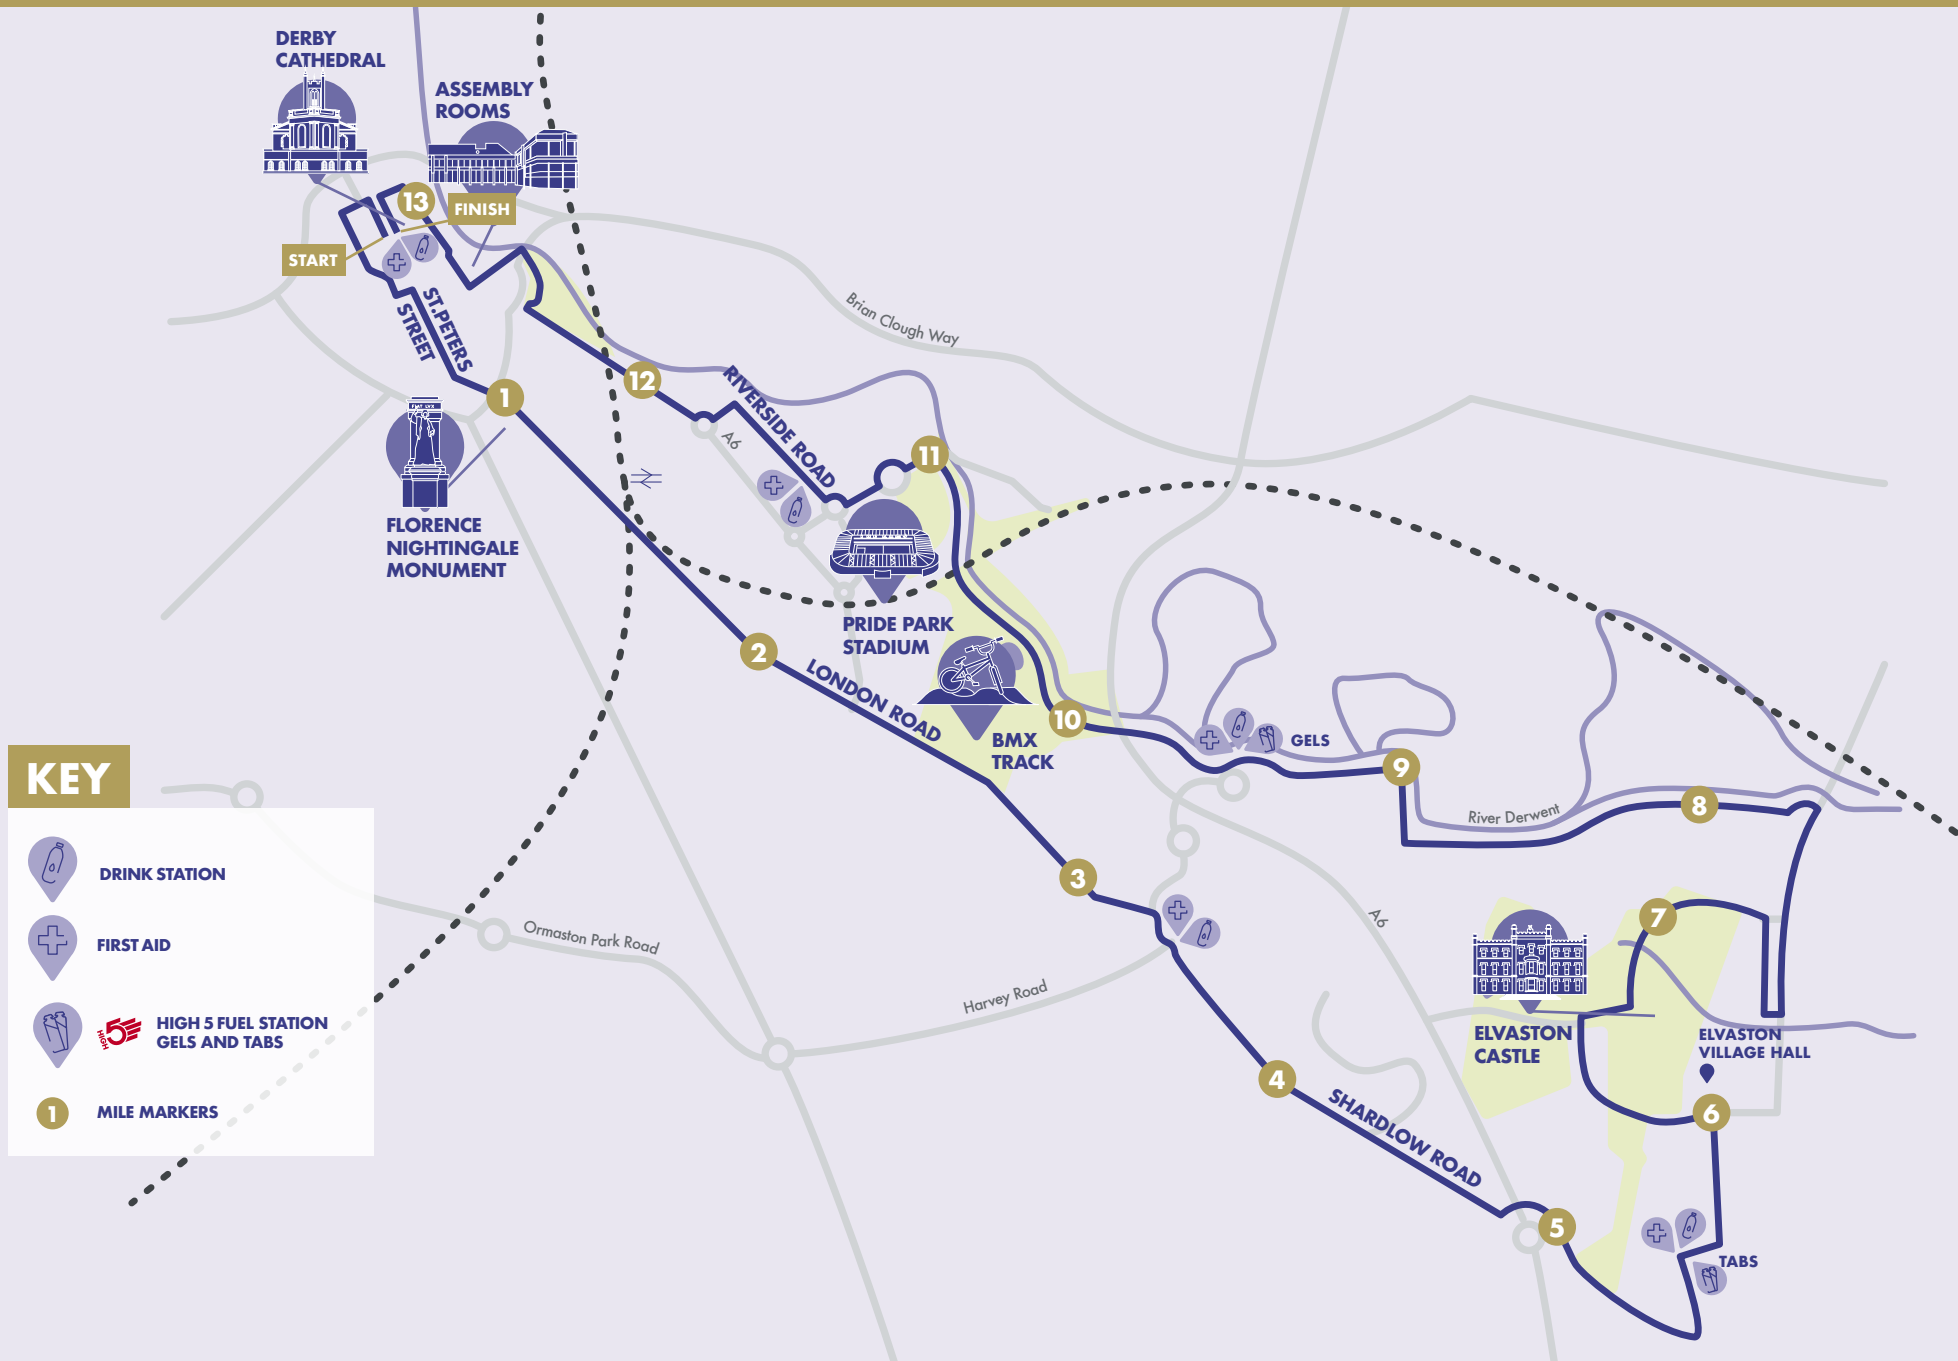 DERBY
CATHEDRAL
ASSEMBLY
ROOMS
13
FINISH
START
ST.PETERS
STREET
Brian Clough Way
1
12
RIVERSIDE ROAD
A6
11
FLORENCE
NIGHTINGALE
MONUMENT
PRIDE PARK
STADIUM
2
LONDON ROAD
10
BMX
TRACK
GELS
9
8
River Derwent
KEY
DRINK STATION
FIRST AID
HIGH 5
HIGH 5 FUEL STATION
GELS AND TABS
1
MILE MARKERS
3
Ormaston Park Road
Harvey Road
A6
7
ELVASTON
CASTLE
ELVASTON
VILLAGE HALL
4
SHARDLOW ROAD
6
5
TABS